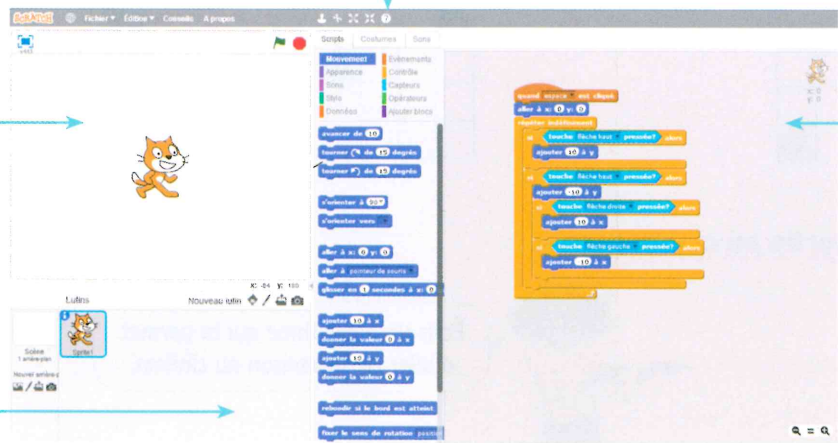 SCRATCH Fichier Édition Conseils A propos
Scripts Costumes Sons
Mouvement Evènements
Apparence Contrôle
Sons Capteurs
Stylo Opérateurs
Données Ajouter blocs
avancer de 10
tourner de 15 degrés
tourner de 15 degrés
s'orienter à 90°
s'orienter vers
aller à x: 0 y: 0
aller à pointeur de souris
glisser en 1 secondes à x: 0
ajouter 10 à x
donner la valeur 0 à x
ajouter 10 à y
donner la valeur 0 à y
rebondir si le bord est atteint
fixer le sens de rotation
quand espace est cliqué
aller à x: 0 y: 0
répéter indéfiniment
si touche flèche haut pressée? alors
ajouter 10 à y
si touche flèche haut pressée? alors
ajouter -10 à y
si touche flèche droite pressée? alors
ajouter 10 à x
si touche flèche gauche pressée? alors
ajouter -10 à x
x: 0
y: 0
Lutins Nouveau lutin
Scène
1 arrière-plan
Sprite1